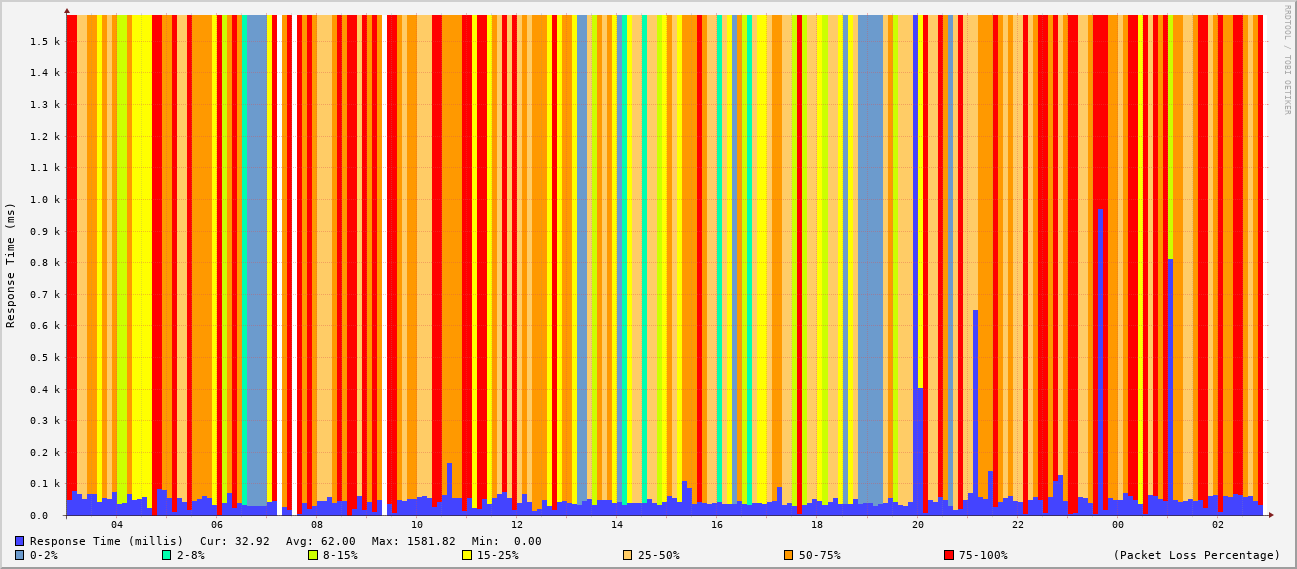 RRDTOOL / TOBI OETIKER
Response Time (ms)
1.5 k
1.4 k
1.3 k
1.2 k
1.1 k
1.0 k
0.9 k
0.8 k
0.7 k
0.6 k
0.5 k
0.4 k
0.3 k
0.2 k
0.1 k
0.0
04 06 08 10 12 14 16 18 20 22 00 02
Response Time (millis) Cur: 32.92 Avg: 62.00 Max: 1581.82 Min: 0.00
0-2% 2-8% 8-15% 15-25% 25-50% 50-75% 75-100% (Packet Loss Percentage)